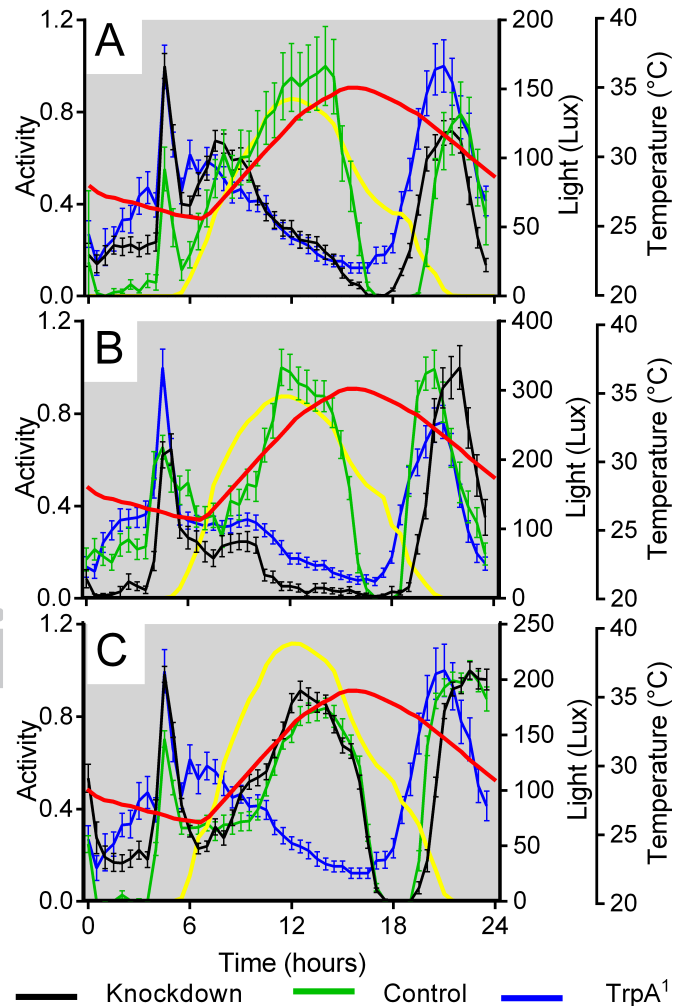 A
1.2
0.8
0.4
0.0
Activity
200
150
100
50
0
Light (Lux)
40
35
30
25
20
Temperature (°C)
B
1.2
0.8
0.4
0.0
Activity
400
300
200
100
0
Light (Lux)
40
35
30
25
20
Temperature (°C)
C
1.2
0.8
0.4
0.0
Activity
250
200
150
100
50
0
Light (Lux)
40
35
30
25
20
Temperature (°C)
0 6 12 18 24
Time (hours)
Knockdown Control TrpA¹